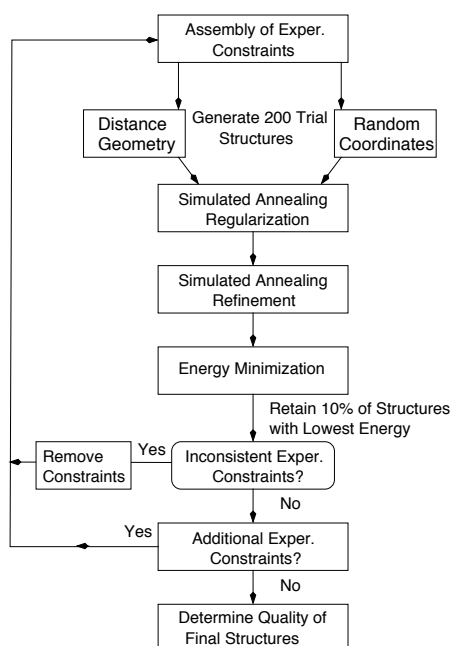 Assembly of Exper.
Constraints
Distance
Geometry
Generate 200 Trial
Structures
Random
Coordinates
Simulated Annealing
Regularization
Simulated Annealing
Refinement
Energy Minimization
Retain 10% of Structures
with Lowest Energy
Remove
Constraints
Yes
Inconsistent Exper.
Constraints?
No
Yes
Additional Exper.
Constraints?
No
Determine Quality of
Final Structures